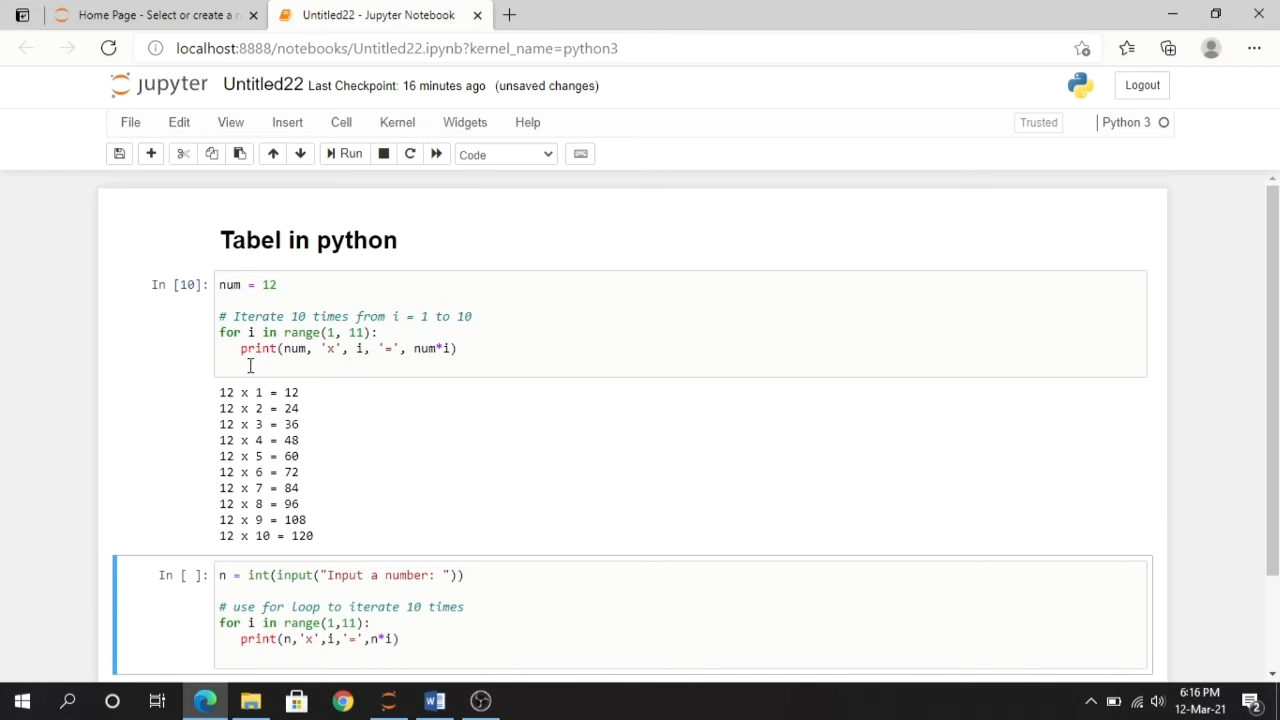 Home Page - Select or create a n
Untitled22 - Jupyter Notebook
localhost:8888/notebooks/Untitled22.ipynb?kernel_name=python3
jupyter Untitled22 Last Checkpoint: 16 minutes ago (unsaved changes)
Logout
File Edit View Insert Cell Kernel Widgets Help
Trusted
Python 3
Run
Code
Tabel in python
In [10]: num = 12
# Iterate 10 times from i = 1 to 10
for i in range(1, 11):
print(num, 'x', i, '=', num*i)
12 x 1 = 12
12 x 2 = 24
12 x 3 = 36
12 x 4 = 48
12 x 5 = 60
12 x 6 = 72
12 x 7 = 84
12 x 8 = 96
12 x 9 = 108
12 x 10 = 120
In [ ]: n = int(input("Input a number: "))
# use for loop to iterate 10 times
for i in range(1,11):
print(n,'x',i,'=',n*i)
6:16 PM
12-Mar-21
2